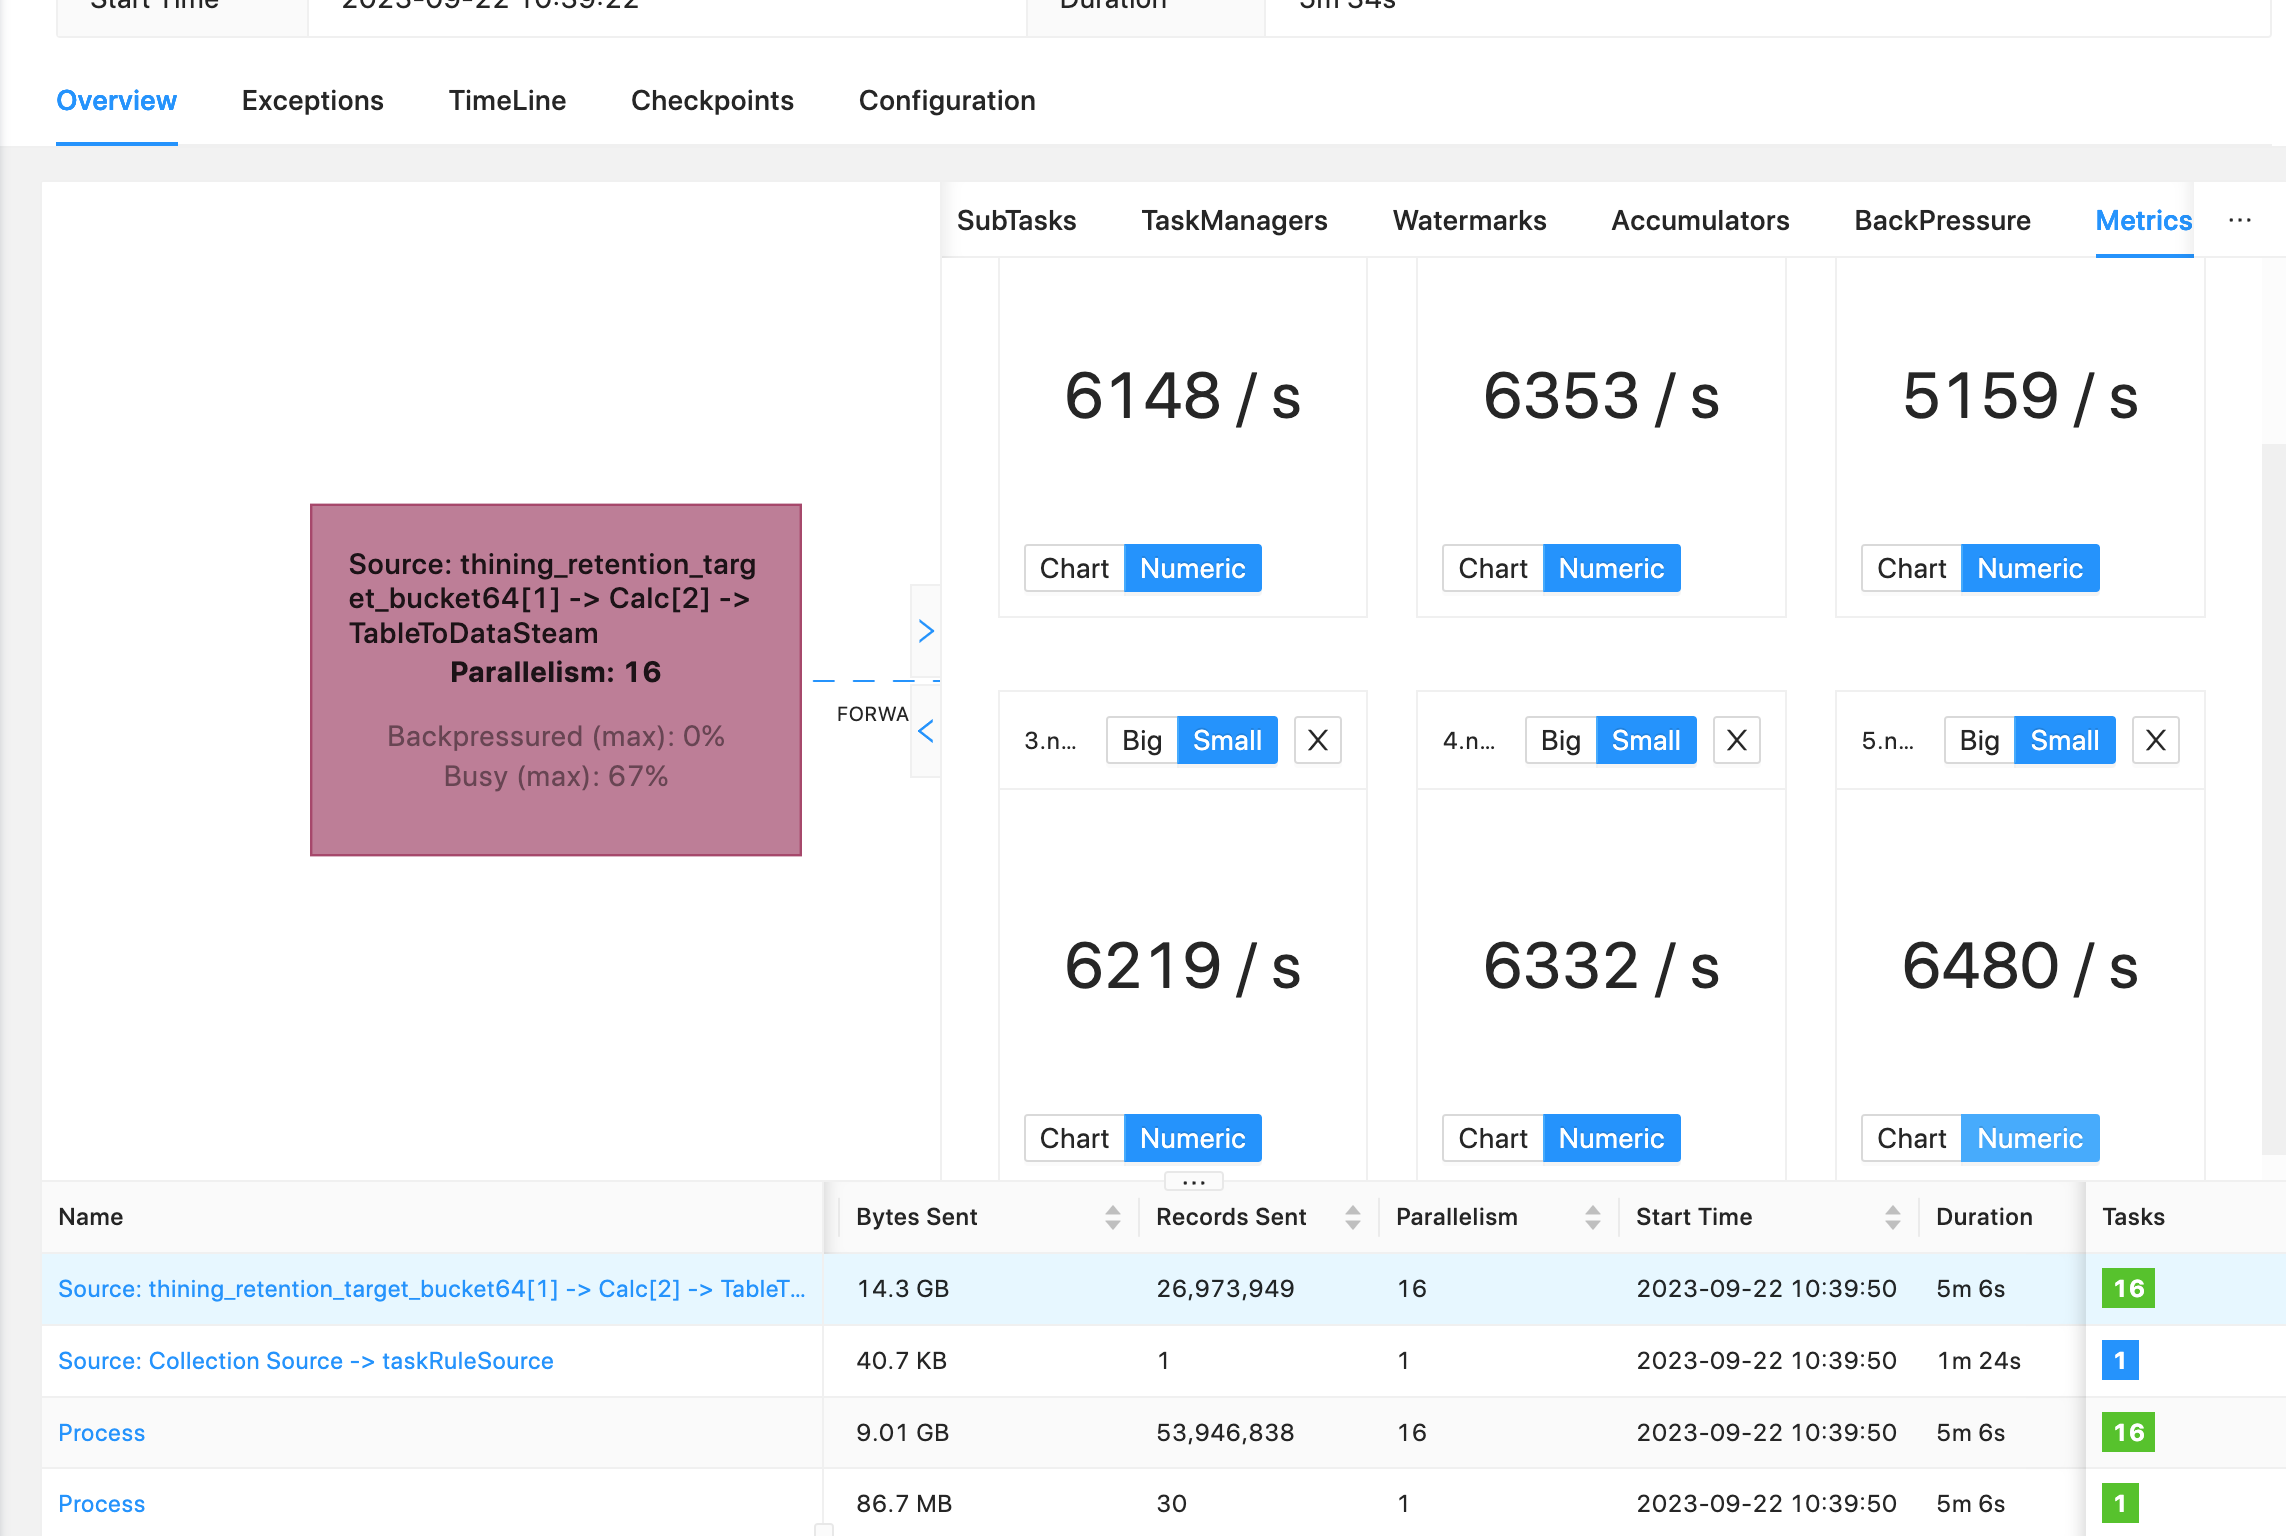 Start Time 2023-09-22 10:39:22 Duration 5m 34s
Overview Exceptions TimeLine Checkpoints Configuration
SubTasks TaskManagers Watermarks Accumulators BackPressure Metrics ...
6148 / s 6353 / s 5159 / s
Chart Numeric Chart Numeric Chart Numeric
Source: thining_retention_targ
et_bucket64[1] -> Calc[2] ->
TableToDataSteam
Parallelism: 16
Backpressured (max): 0%
Busy (max): 67%
FORWA
3.n... Big Small X 4.n... Big Small X 5.n... Big Small X
6219 / s 6332 / s 6480 / s
Chart Numeric Chart Numeric Chart Numeric
...
Name Bytes Sent Records Sent Parallelism Start Time Duration Tasks
Source: thining_retention_target_bucket64[1] -> Calc[2] -> TableT... 14.3 GB 26,973,949 16 2023-09-22 10:39:50 5m 6s 16
Source: Collection Source -> taskRuleSource 40.7 KB 1 1 2023-09-22 10:39:50 1m 24s 1
Process 9.01 GB 53,946,838 16 2023-09-22 10:39:50 5m 6s 16
Process 86.7 MB 30 1 2023-09-22 10:39:50 5m 6s 1